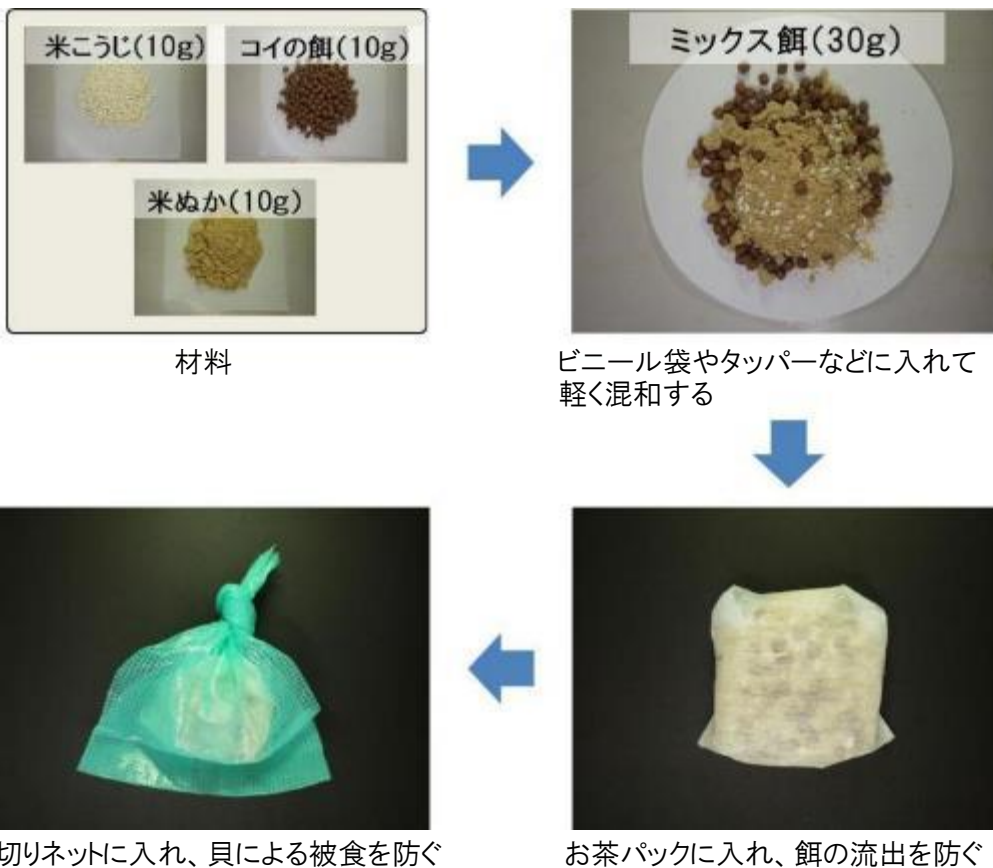 米こうじ(10g)
コイの餌(10g)
米ぬか(10g)
材料
ミックス餌(30g)
ビニール袋やタッパーなどに入れて
軽く混和する
お茶パックに入れ、餌の流出を防ぐ
切りネットに入れ、貝による被食を防ぐ